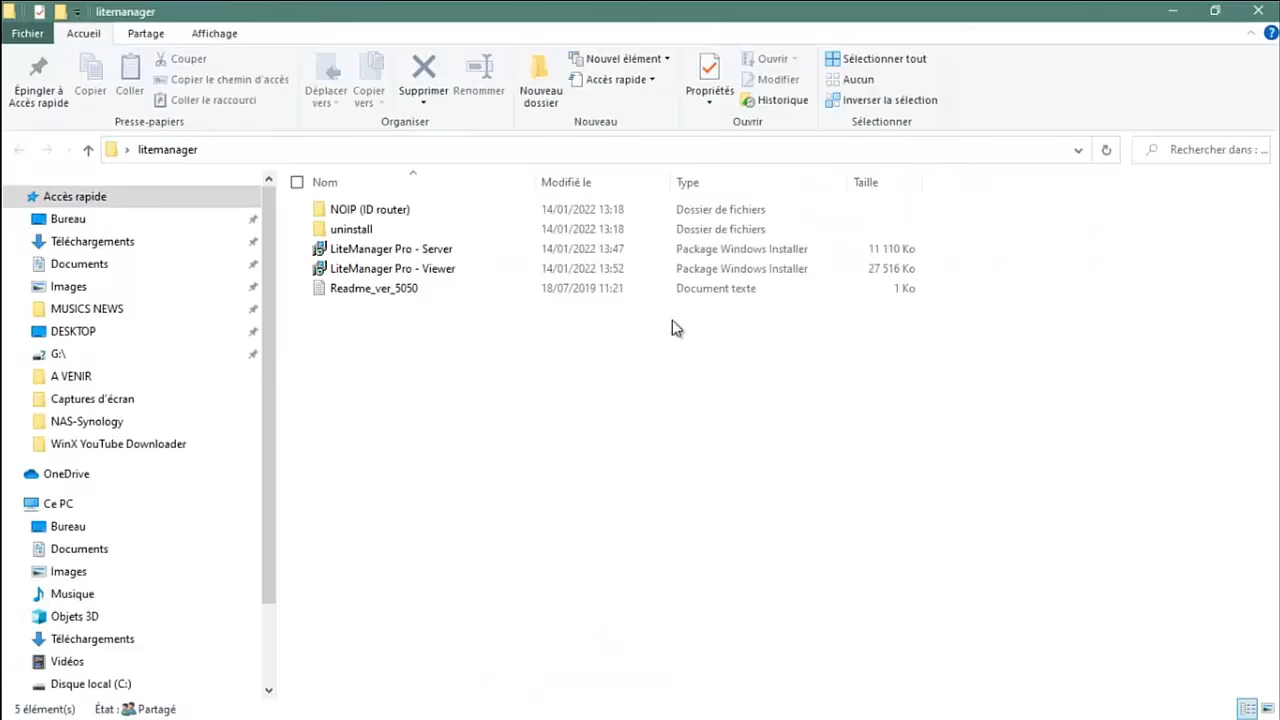 litemanager
Fichier Accueil Partage Affichage
Épingler à Accès rapide
Copier
Coller
Couper
Copier le chemin d'accès
Coller le raccourci
Presse-papiers
Déplacer vers
Copier vers
Supprimer
Renommer
Organiser
Nouveau dossier
Nouvel élément
Accès rapide
Nouveau
Propriétés
Ouvrir
Modifier
Historique
Ouvrir
Sélectionner tout
Aucun
Inverser la sélection
Sélectionner
litemanager
Rechercher dans : ...
Accès rapide
Bureau
Téléchargements
Documents
Images
MUSICS NEWS
DESKTOP
G:\
A VENIR
Captures d'écran
NAS-Synology
WinX YouTube Downloader
OneDrive
Ce PC
Bureau
Documents
Images
Musique
Objets 3D
Téléchargements
Vidéos
Disque local (C:)
Nom Modifié le Type Taille
NOIP (ID router) 14/01/2022 13:18 Dossier de fichiers
uninstall 14/01/2022 13:18 Dossier de fichiers
LiteManager Pro - Server 14/01/2022 13:47 Package Windows Installer 11 110 Ko
LiteManager Pro - Viewer 14/01/2022 13:52 Package Windows Installer 27 516 Ko
Readme_ver_5050 18/07/2019 11:21 Document texte 1 Ko
5 élément(s) État : Partagé